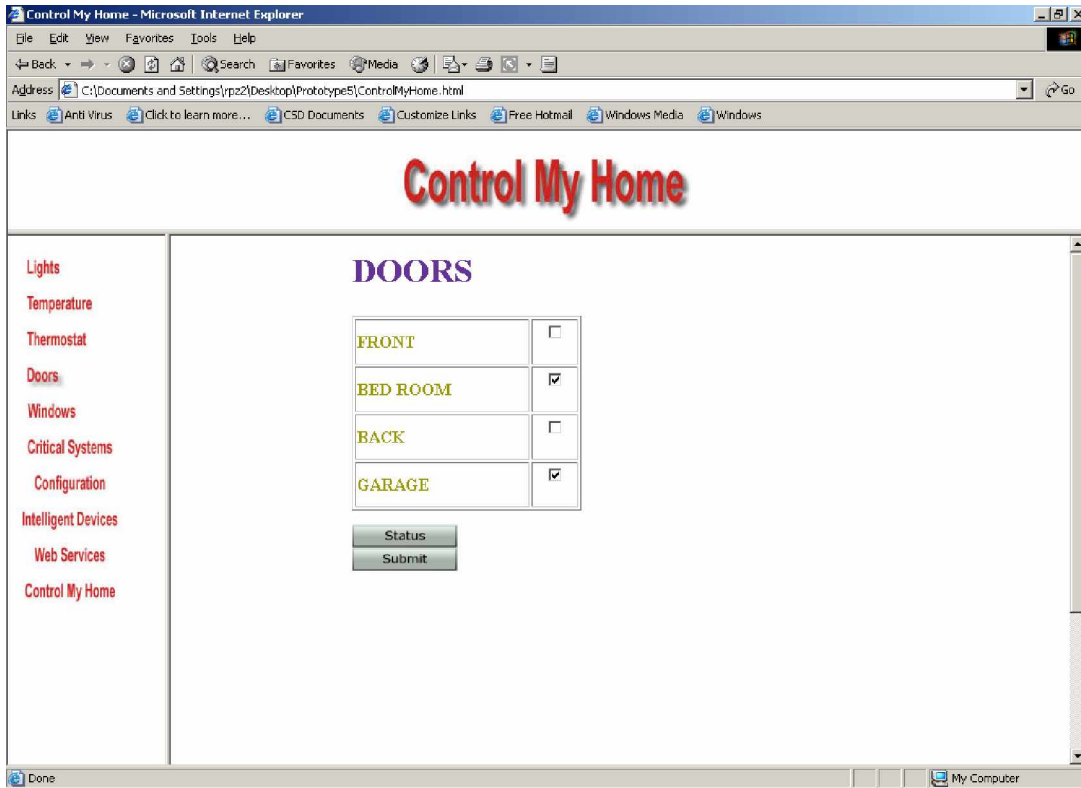 Control My Home - Microsoft Internet Explorer
File Edit View Favorites Tools Help
Back Search Favorites Media
Address C:\Documents and Settings\rpz2\Desktop\Prototype5\ControlMyHome.html Go
Links Anti Virus Click to learn more... CSD Documents Customize Links Free Hotmail Windows Media Windows
Control My Home
Lights
Temperature
Thermostat
Doors
Windows
Critical Systems
Configuration
Intelligent Devices
Web Services
Control My Home
DOORS
FRONT
BED ROOM
BACK
GARAGE
Status
Submit
Done My Computer